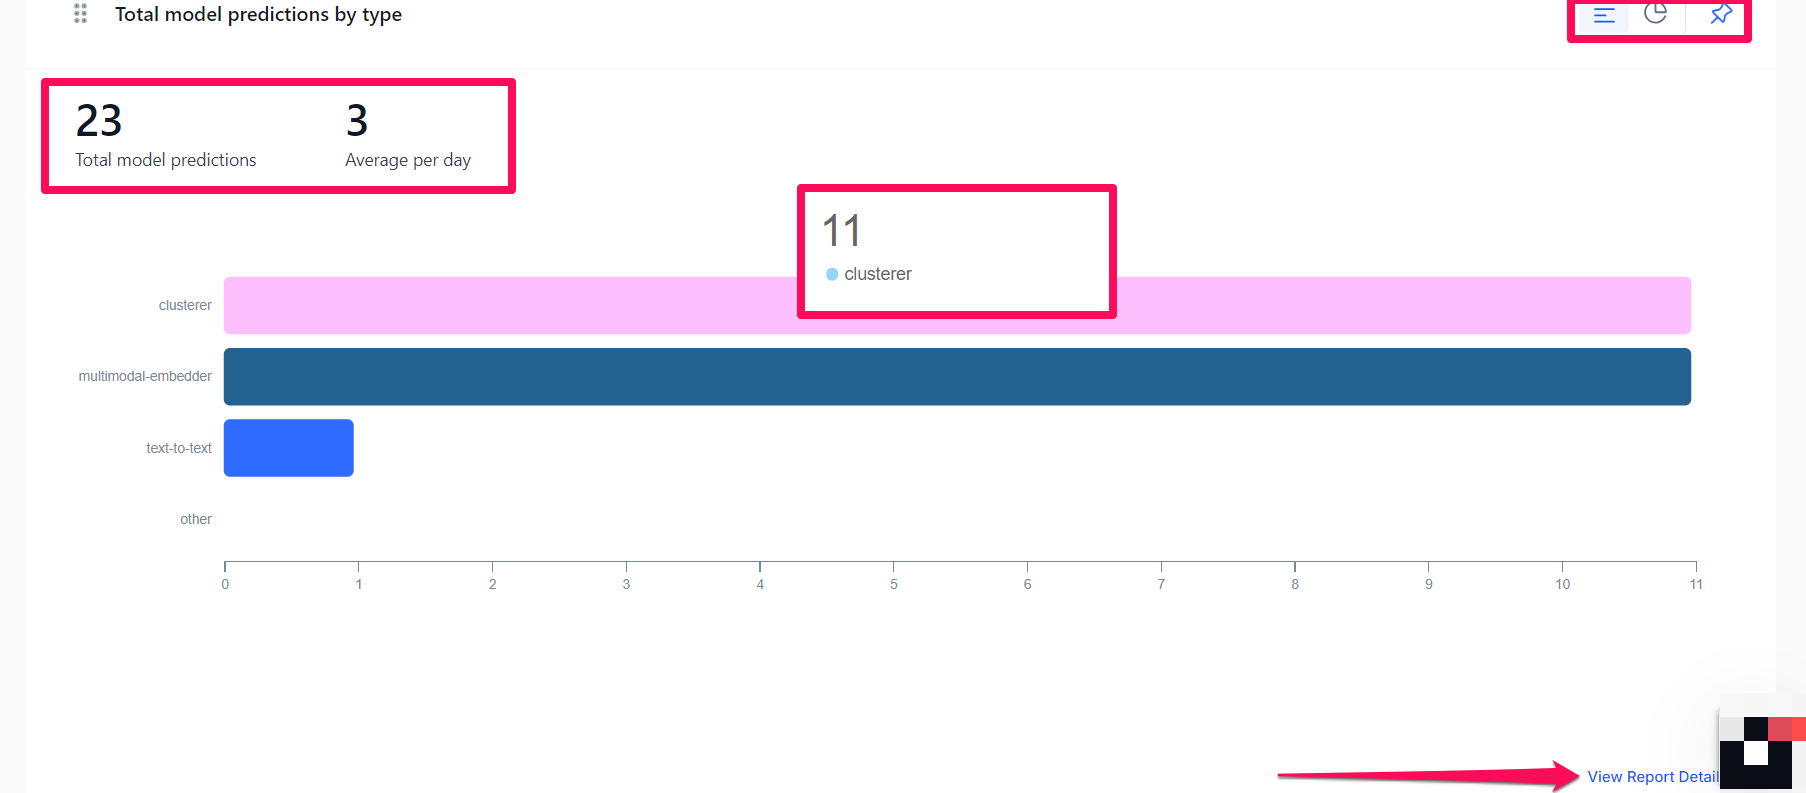 Total model predictions by type
23
3
Total model predictions
Average per day
11
clusterer
clusterer
multimodal-embedder
text-to-text
other
0 1 2 3 4 5 6 7 8 9 10 11
View Report Detail